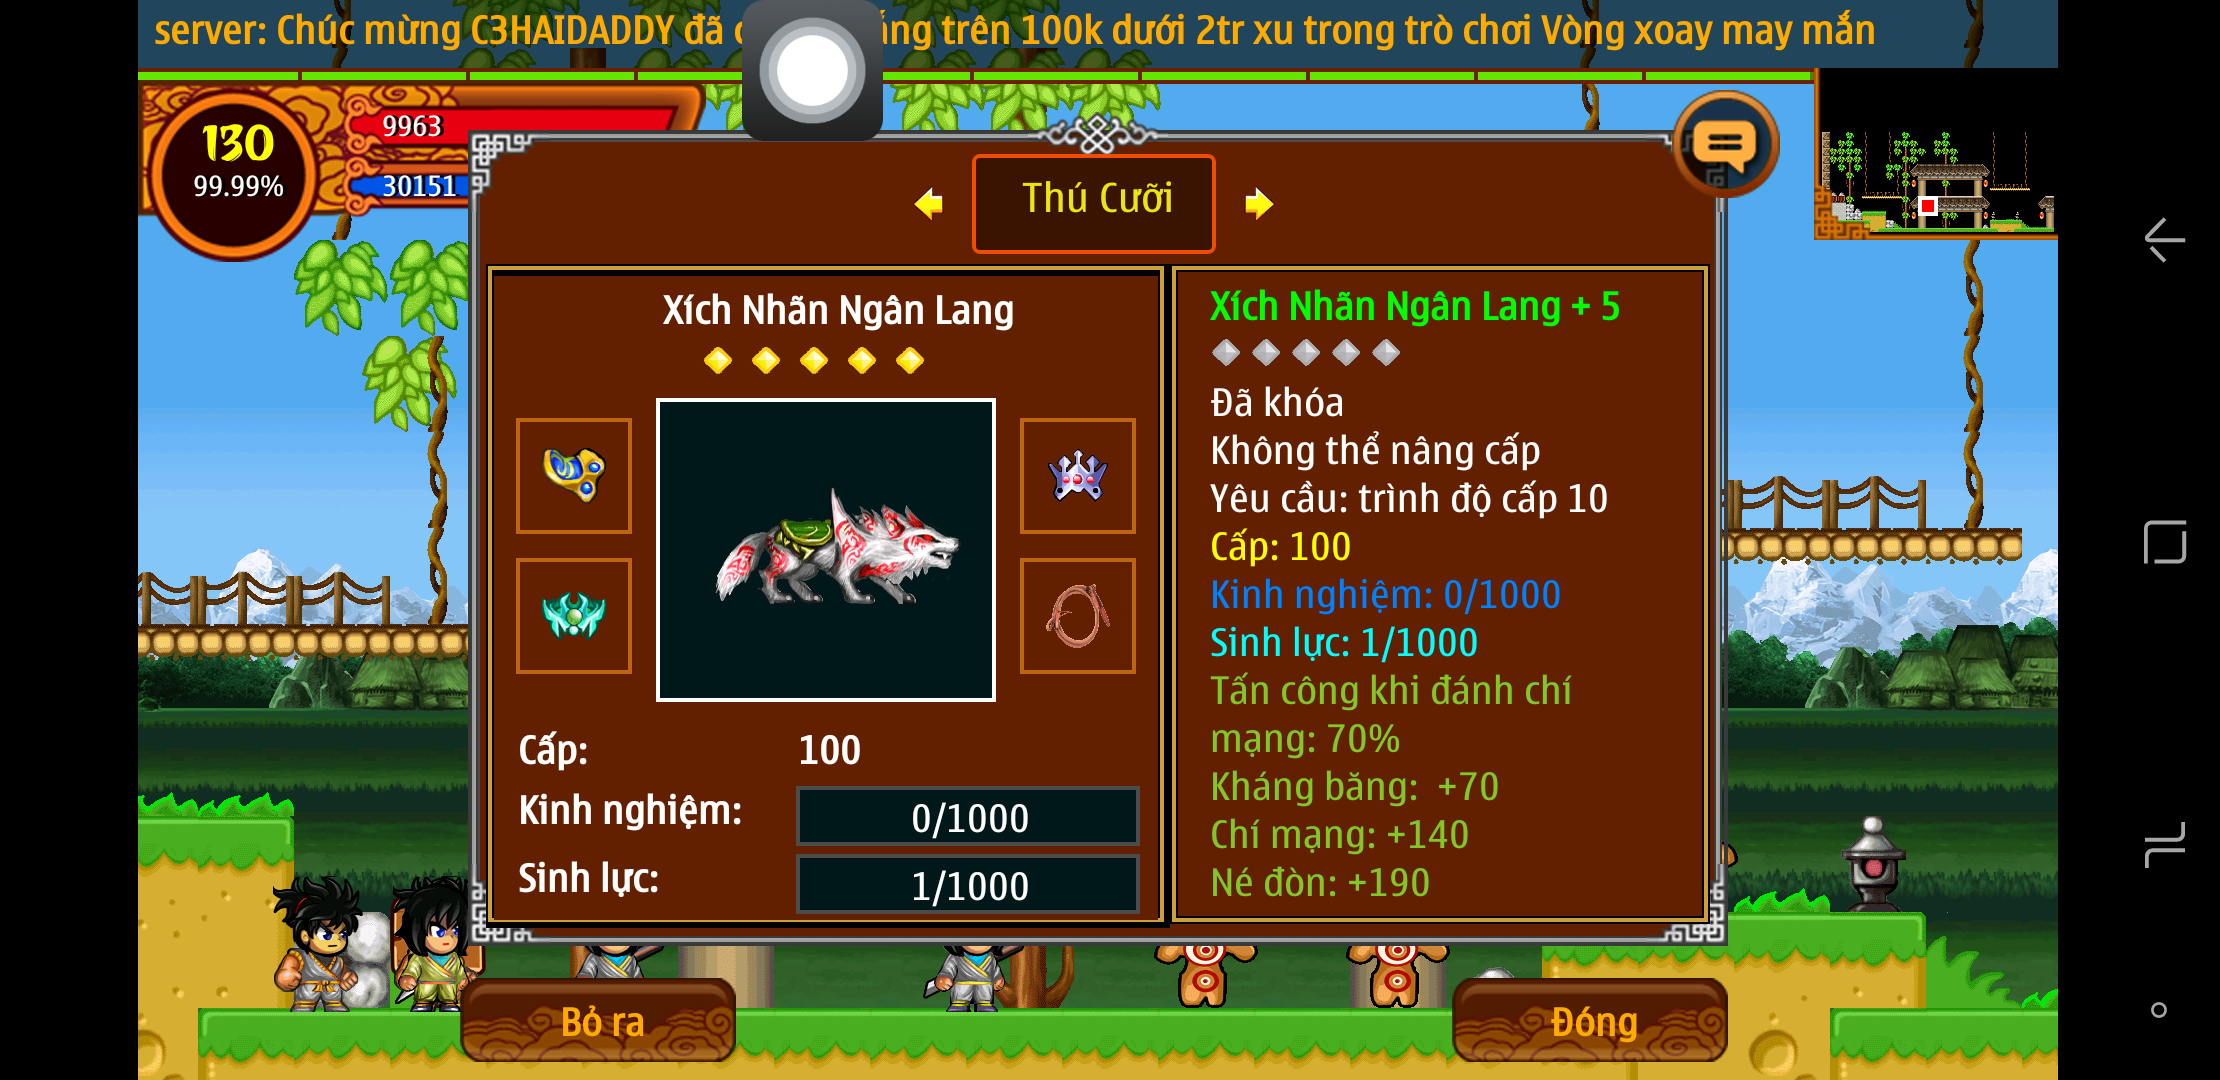 server: Chúc mừng C3HAIDADDY đã trên 100k dưới 2tr xu trong trò chơi Vòng xoay may mắn
130
99.99%
9963
30151
Thú Cưỡi
Xích Nhãn Ngân Lang
Cấp: 100
Kinh nghiệm: 0/1000
Sinh lực: 1/1000
Xích Nhãn Ngân Lang + 5
Đã khóa
Không thể nâng cấp
Yêu cầu: trình độ cấp 10
Cấp: 100
Kinh nghiệm: 0/1000
Sinh lực: 1/1000
Tấn công khi đánh chí
mạng: 70%
Kháng băng: +70
Chí mạng: +140
Né đòn: +190
Bỏ ra
Đóng